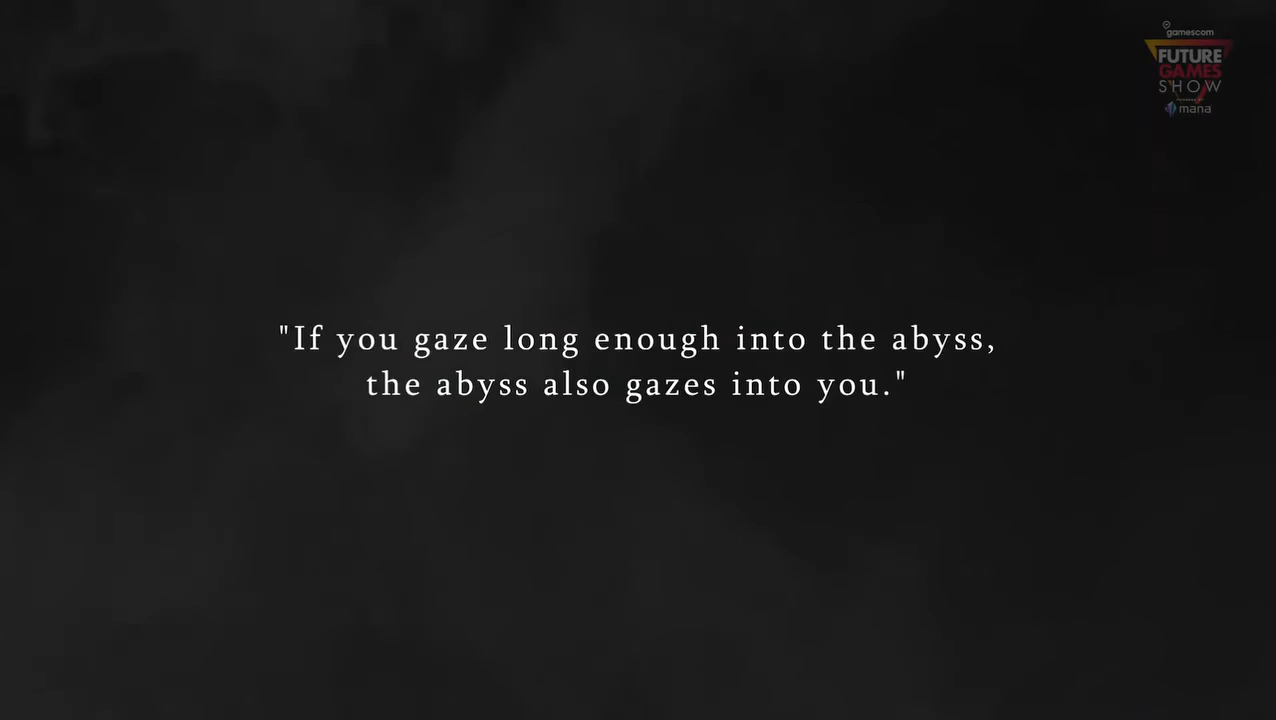 gamescom
FUTURE
GAMES
SHOW
mana
"If you gaze long enough into the abyss,
the abyss also gazes into you."